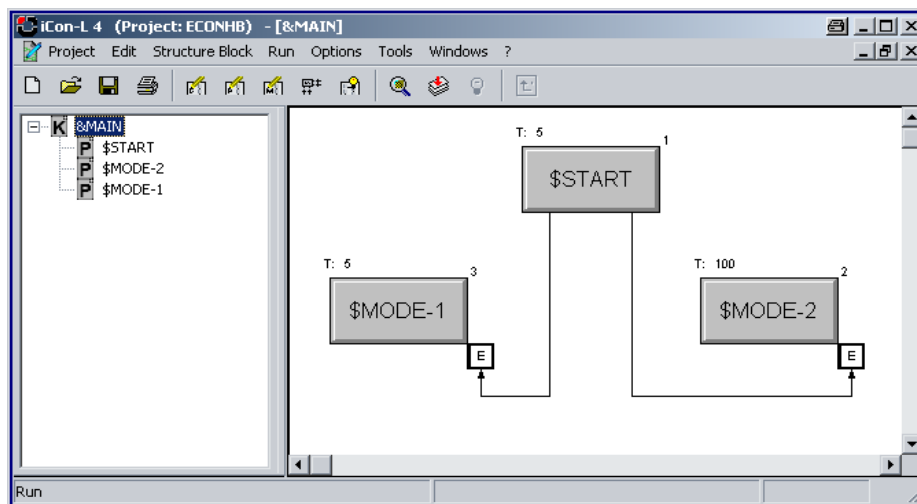 iCon-L 4 (Project: ECONHB) - [&MAIN]
Project Edit Structure Block Run Options Tools Windows ?
K &MAIN
P $START
P $MODE-2
P $MODE-1
T: 5 1
$START
T: 5 3
$MODE-1
E
T: 100 2
$MODE-2
E
Run